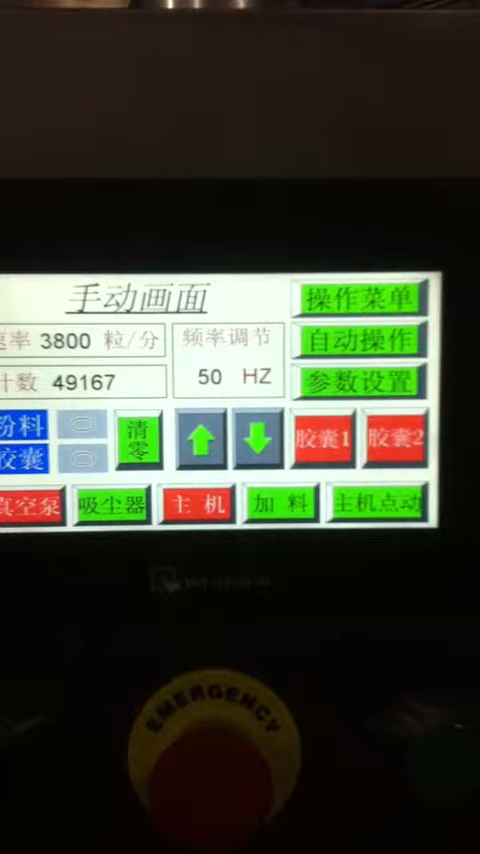 手动画面
操作菜单
速率 3800 粒/分
频率调节
自动操作
计数 49167
50 HZ
参数设置
粉料
胶囊
清零
胶囊1
胶囊2
真空泵
吸尘器
主机
加料
主机点动
EMERGENCY